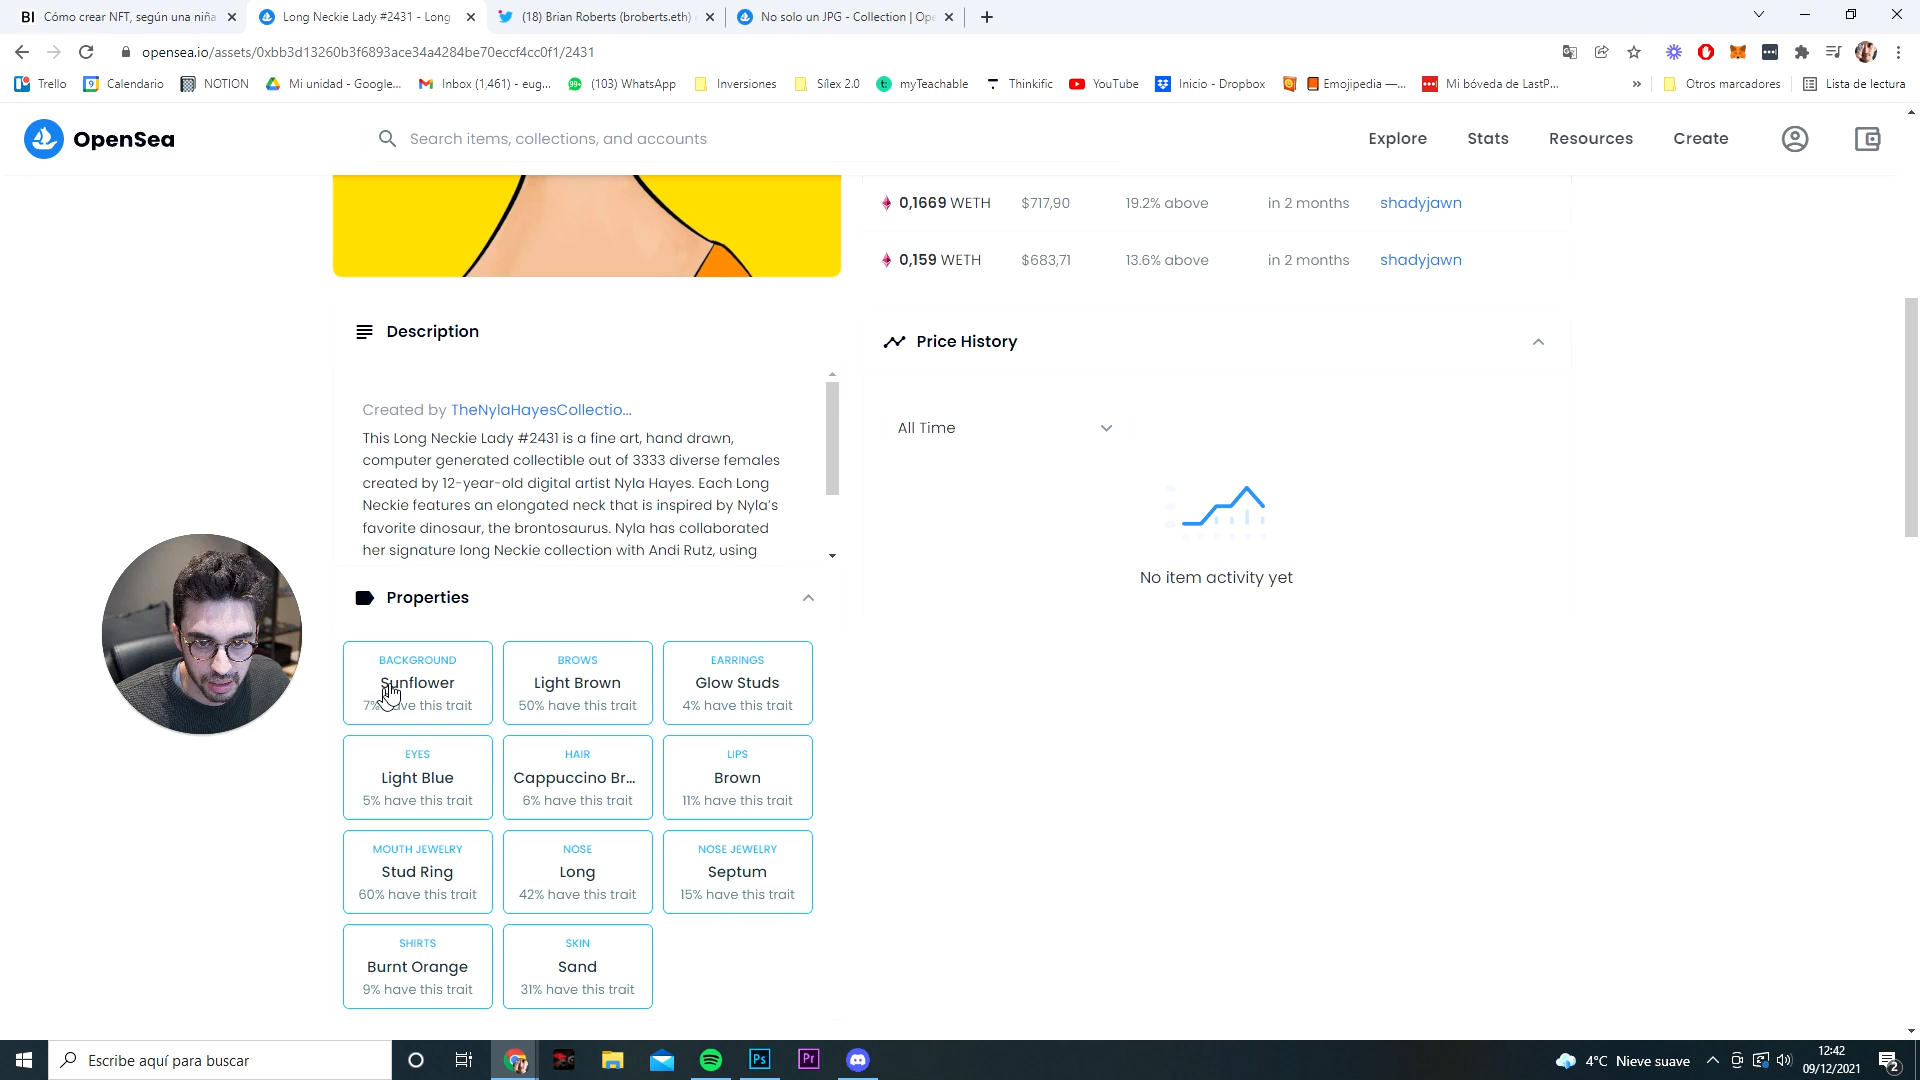 BI Cómo crear NFT, según una niña
Long Neckie Lady #2431 - Long
(18) Brian Roberts (broberts.eth)
No solo un JPG - Collection | Ope
opensea.io/assets/0xbb3d13260b3f6893ace34a4284be70eccf4cc0f1/2431
Trello
9 Calendario
NOTION
Mi unidad - Google...
Inbox (1,461) - eug...
99+ (103) WhatsApp
Inversiones
Sílex 2.0
t myTeachable
Thinkific
YouTube
Inicio - Dropbox
Emojipedia —...
Mi bóveda de LastP...
»
Otros marcadores
Lista de lectura
OpenSea
Search items, collections, and accounts
Explore
Stats
Resources
Create
0,1669 WETH $717,90 19.2% above in 2 months shadyjawn
0,159 WETH $683,71 13.6% above in 2 months shadyjawn
Description
Created by TheNylaHayesCollectio...
This Long Neckie Lady #2431 is a fine art, hand drawn,
computer generated collectible out of 3333 diverse females
created by 12-year-old digital artist Nyla Hayes. Each Long
Neckie features an elongated neck that is inspired by Nyla's
favorite dinosaur, the brontosaurus. Nyla has collaborated
her signature long Neckie collection with Andi Rutz, using
Price History
All Time
No item activity yet
Properties
BACKGROUND
Sunflower
7% have this trait
BROWS
Light Brown
50% have this trait
EARRINGS
Glow Studs
4% have this trait
EYES
Light Blue
5% have this trait
HAIR
Cappuccino Br...
6% have this trait
LIPS
Brown
11% have this trait
MOUTH JEWELRY
Stud Ring
60% have this trait
NOSE
Long
42% have this trait
NOSE JEWELRY
Septum
15% have this trait
SHIRTS
Burnt Orange
9% have this trait
SKIN
Sand
31% have this trait
Escribe aquí para buscar
Ps
Pr
4°C Nieve suave
12:42
09/12/2021
2